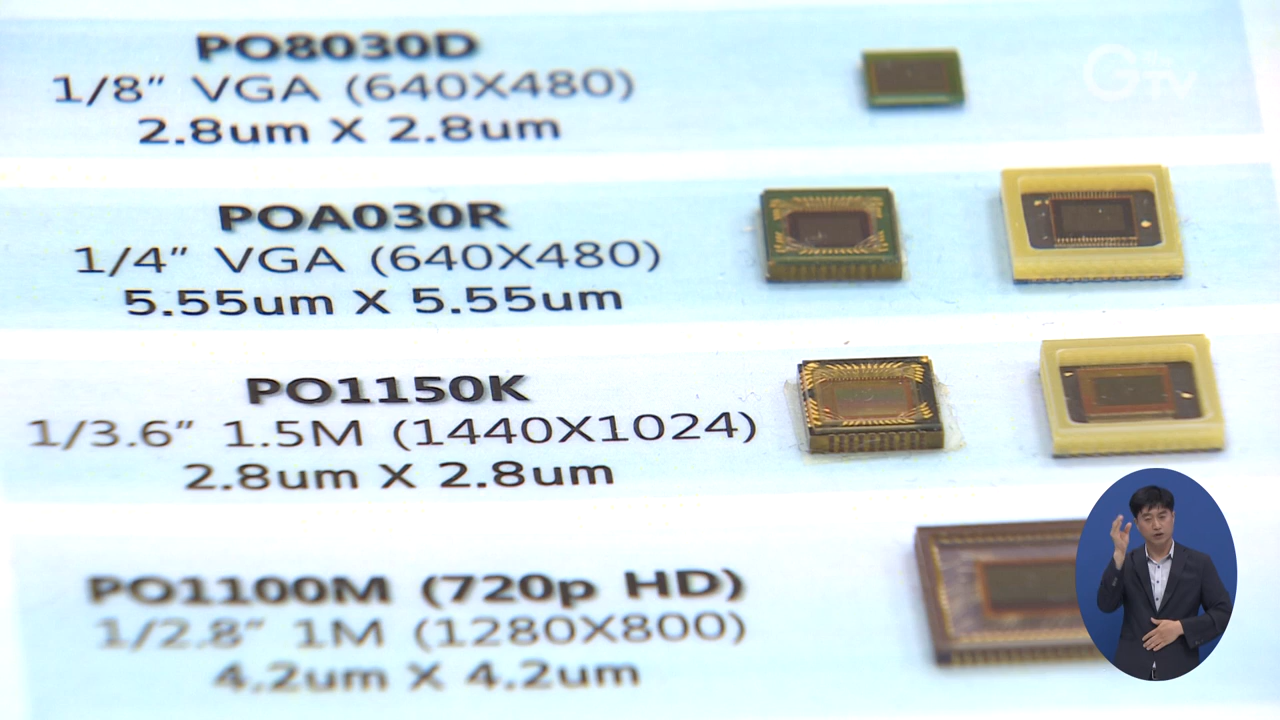 PO8030D
1/8" VGA (640X480)
2.8um X 2.8um
POA030R
1/4" VGA (640X480)
5.55um X 5.55um
PO1150K
1/3.6" 1.5M (1440X1024)
2.8um X 2.8um
PO1100M (720p HD)
1/2.8" 1M (1280X800)
4.2um X 4.2um
GTV